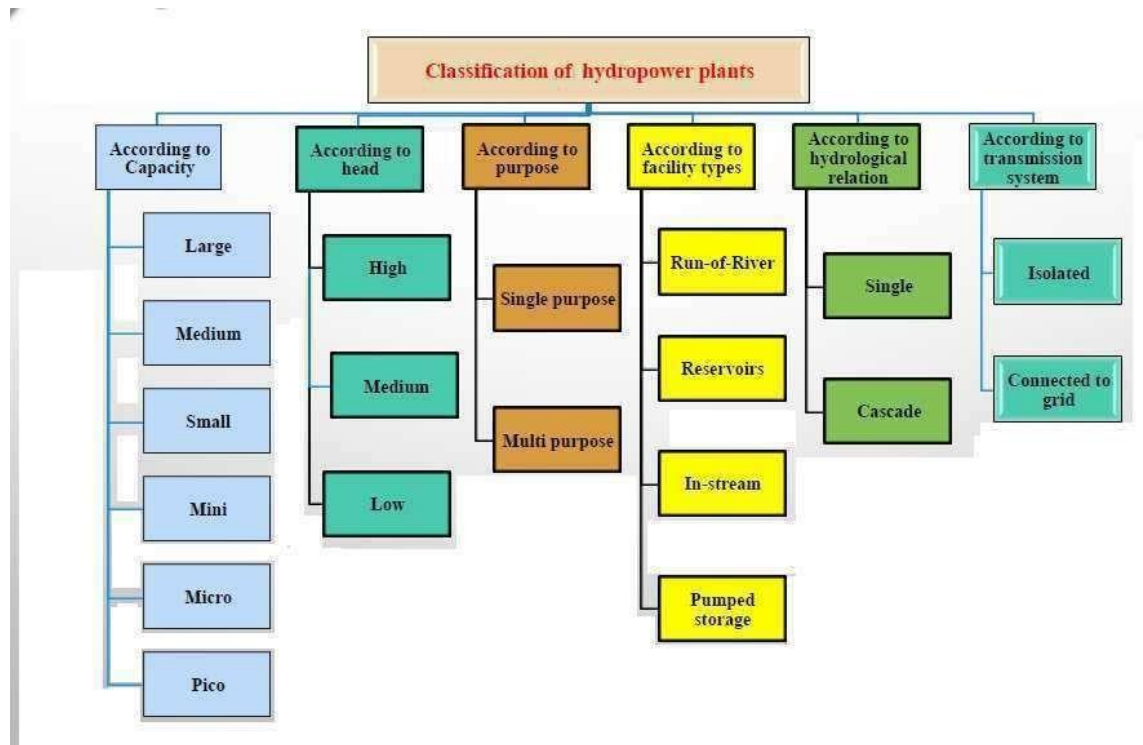 Classification of hydropower plants
According to
Capacity
Large
Medium
Small
Mini
Micro
Pico
According to
head
High
Medium
Low
According to
purpose
Single purpose
Multi purpose
According to
facility types
Run-of-River
Reservoirs
In-stream
Pumped
storage
According to
hydrological
relation
Single
Cascade
According to
transmission
system
Isolated
Connected to
grid